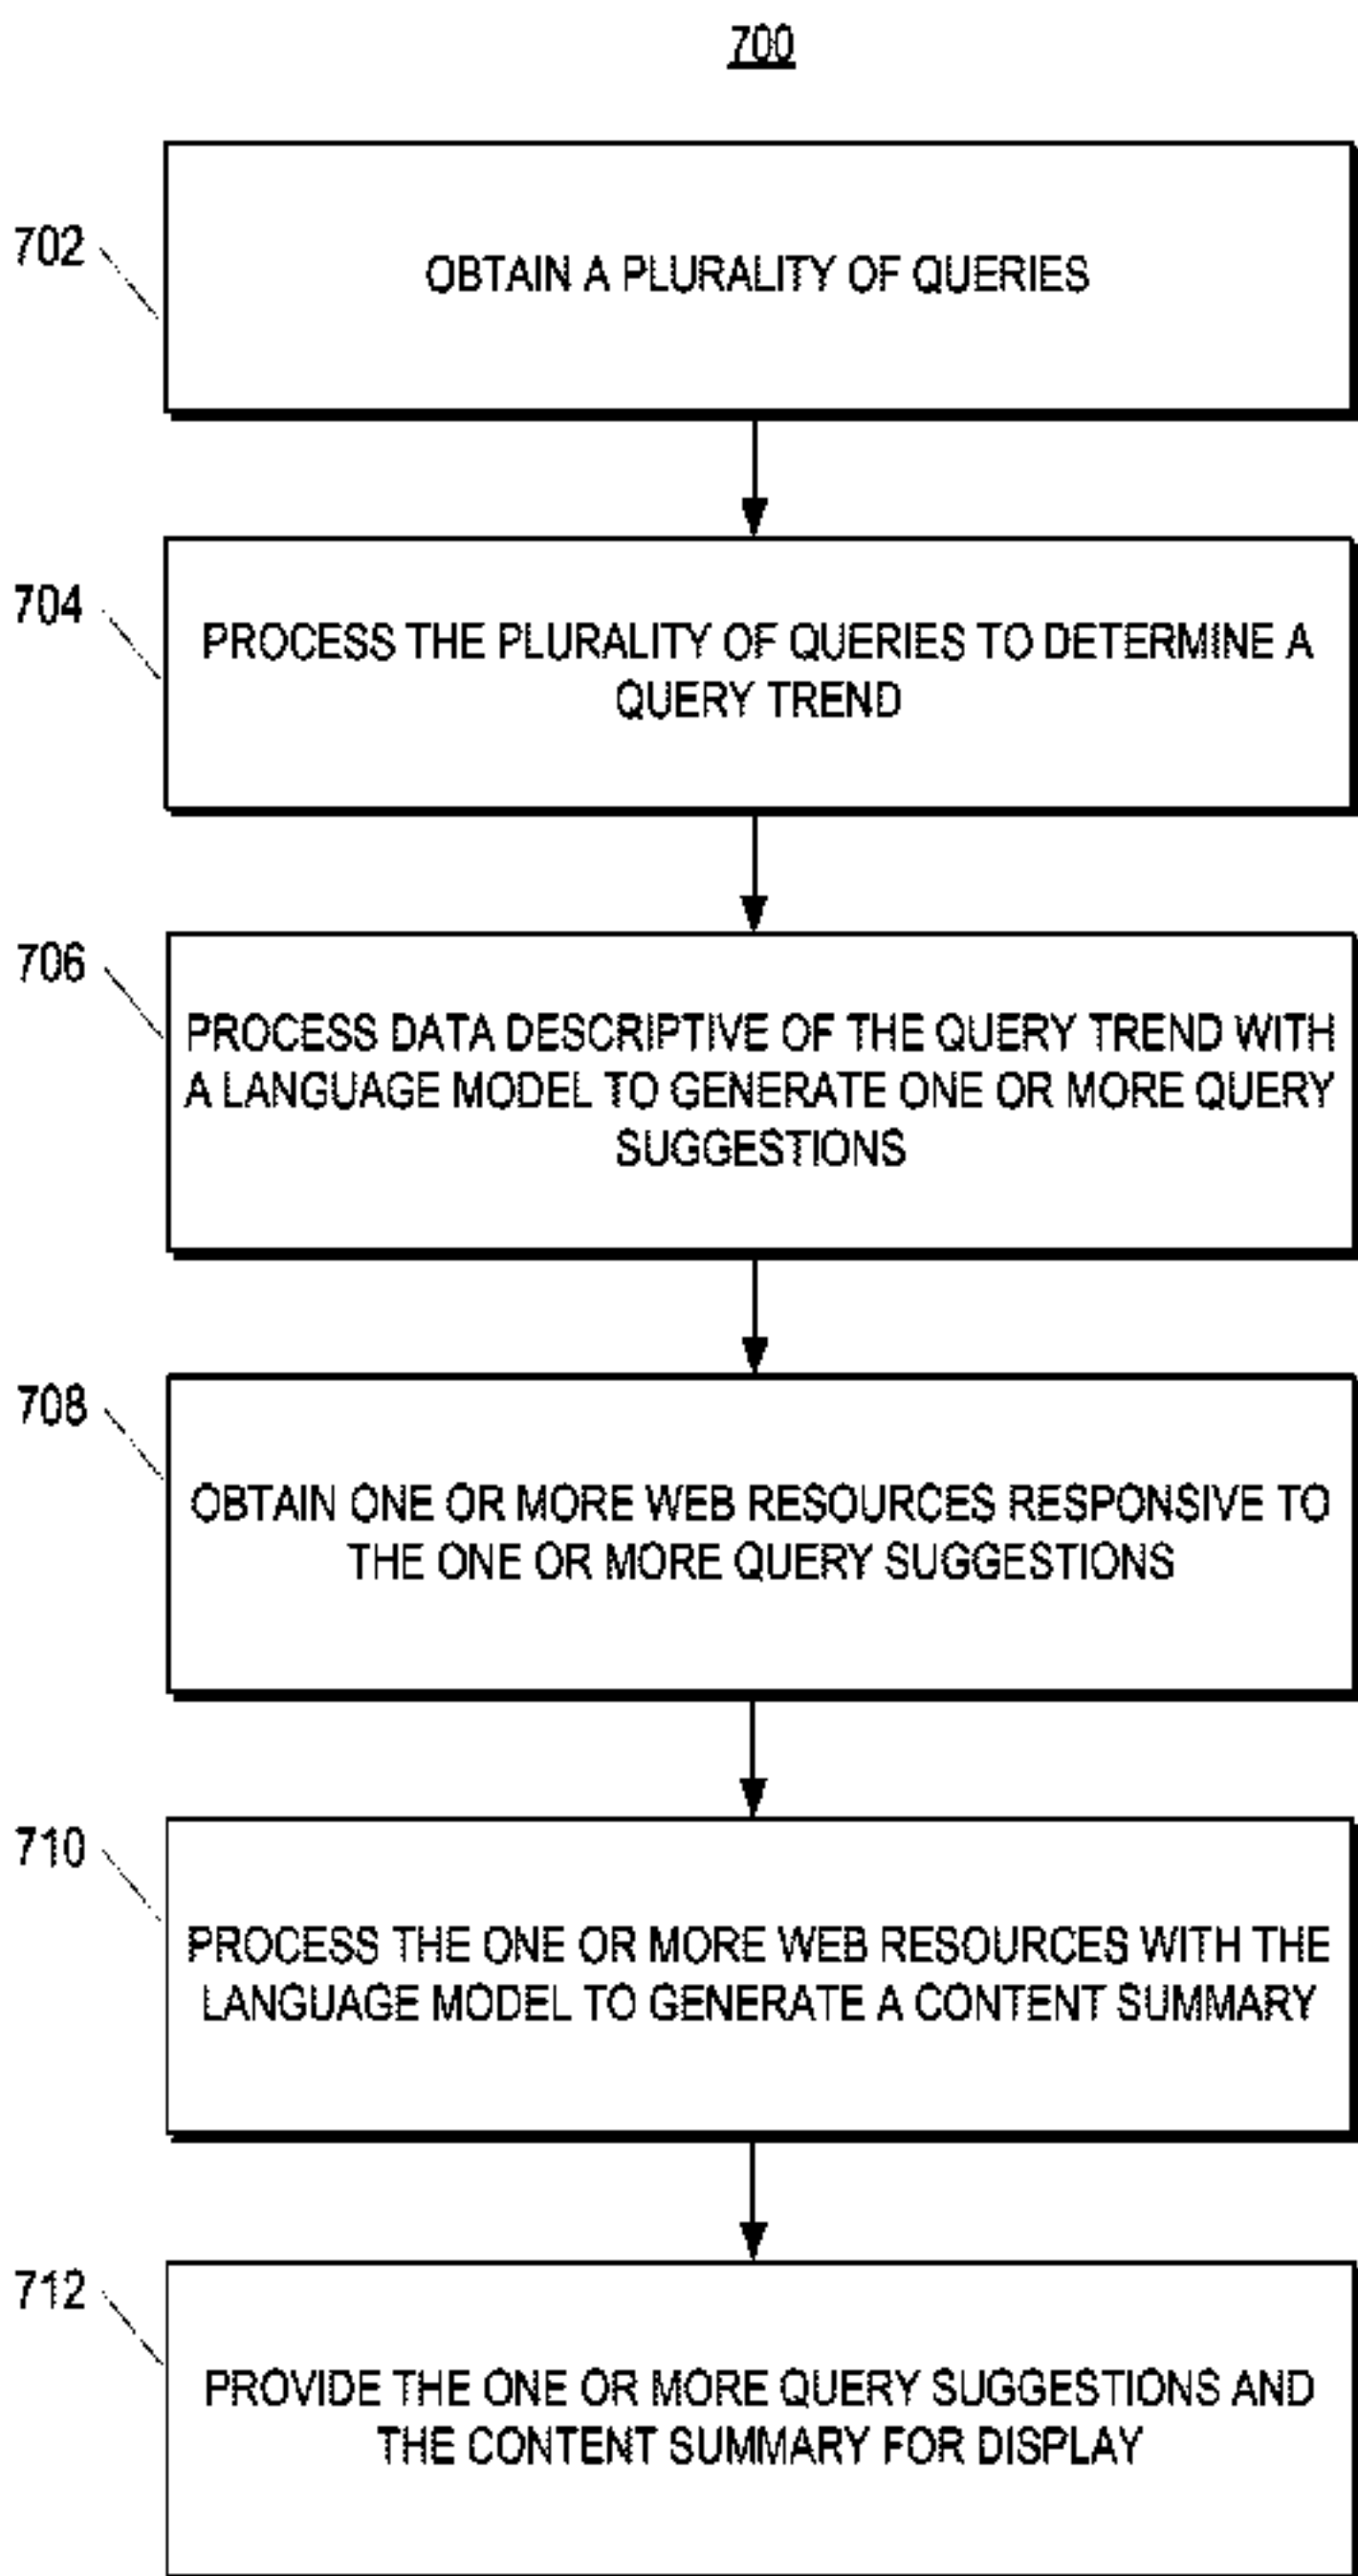 700
702
OBTAIN A PLURALITY OF QUERIES
704
PROCESS THE PLURALITY OF QUERIES TO DETERMINE A
QUERY TREND
706
PROCESS DATA DESCRIPTIVE OF THE QUERY TREND WITH
A LANGUAGE MODEL TO GENERATE ONE OR MORE QUERY
SUGGESTIONS
708
OBTAIN ONE OR MORE WEB RESOURCES RESPONSIVE TO
THE ONE OR MORE QUERY SUGGESTIONS
710
PROCESS THE ONE OR MORE WEB RESOURCES WITH THE
LANGUAGE MODEL TO GENERATE A CONTENT SUMMARY
712
PROVIDE THE ONE OR MORE QUERY SUGGESTIONS AND
THE CONTENT SUMMARY FOR DISPLAY